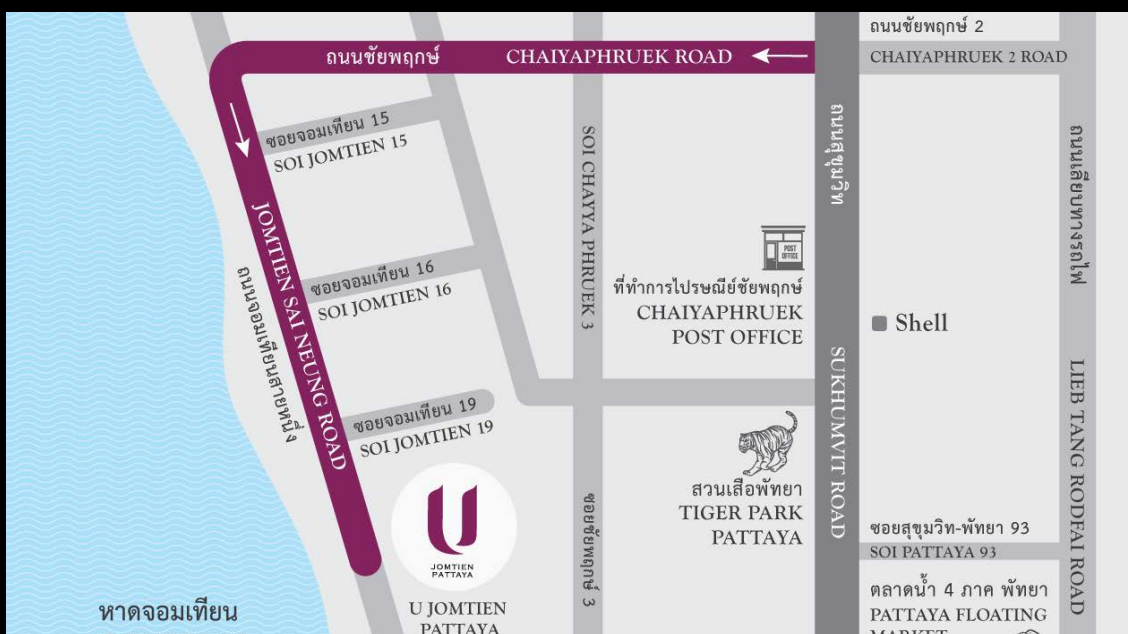 ถนนชัยพฤกษ์ 2
CHAIYAPHRUEK 2 ROAD
ถนนชัยพฤกษ์
CHAIYAPHRUEK ROAD
ซอยจอมเทียน 15
SOI JOMTIEN 15
SOI CHAYYA PHRUEK 3
ถนนสุขุมวิท
ถนนเลียบทางรถไฟ
JOMTIEN SAI NEUNG ROAD
ถนนจอมเทียนสายหนึ่ง
ซอยจอมเทียน 16
SOI JOMTIEN 16
POST
OFFICE
ที่ทำการไปรษณีย์ชัยพฤกษ์
CHAIYAPHRUEK
POST OFFICE
Shell
SUKHUMVIT ROAD
LIEB TANG RODFAI ROAD
ซอยจอมเทียน 19
SOI JOMTIEN 19
สวนเสือพัทยา
TIGER PARK
PATTAYA
ซอยชัยพฤกษ์ 3
ซอยสุขุมวิท-พัทยา 93
SOI PATTAYA 93
ตลาดน้ำ 4 ภาค พัทยา
PATTAYA FLOATING
MARKET
U
JOMTIEN
PATTAYA
U JOMTIEN
PATTAYA
หาดจอมเทียน